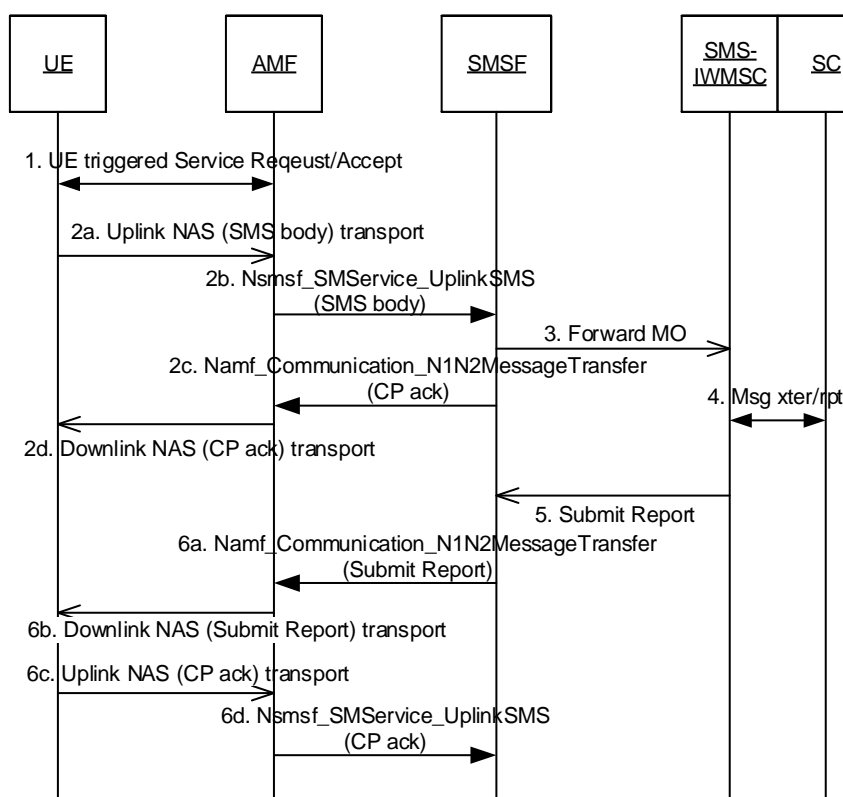 UE
AMF
SMSF
SMS-
IWMSC
SC
1. UE triggered Service Reqeust/Accept
2a. Uplink NAS (SMS body) transport
2b. Nsmsf_SMService_UplinkSMS
(SMS body)
3. Forward MO
2c. Namf_Communication_N1N2MessageTransfer
(CP ack)
4. Msg xter/rpt
2d. Downlink NAS (CP ack) transport
5. Submit Report
6a. Namf_Communication_N1N2MessageTransfer
(Submit Report)
6b. Downlink NAS (Submit Report) transport
6c. Uplink NAS (CP ack) transport
6d. Nsmsf_SMService_UplinkSMS
(CP ack)